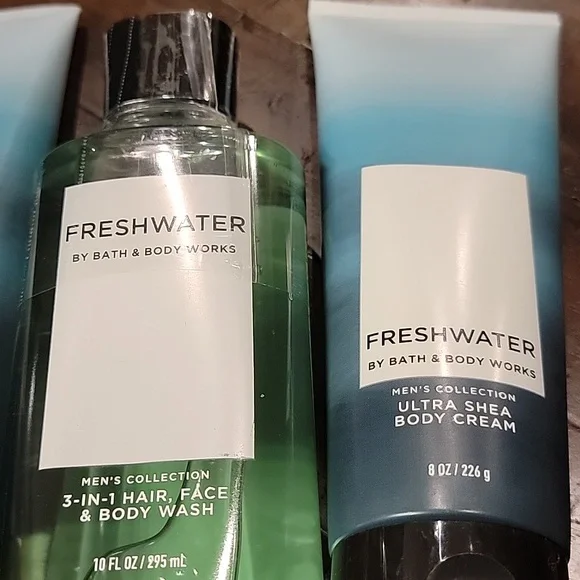 FRESHWATER
BY BATH & BODY WORKS
MEN'S COLLECTION
3-IN-1 HAIR, FACE
& BODY WASH
10 FL OZ / 295 mL
FRESHWATER
BY BATH & BODY WORKS
MEN'S COLLECTION
ULTRA SHEA
BODY CREAM
8 OZ / 226 g